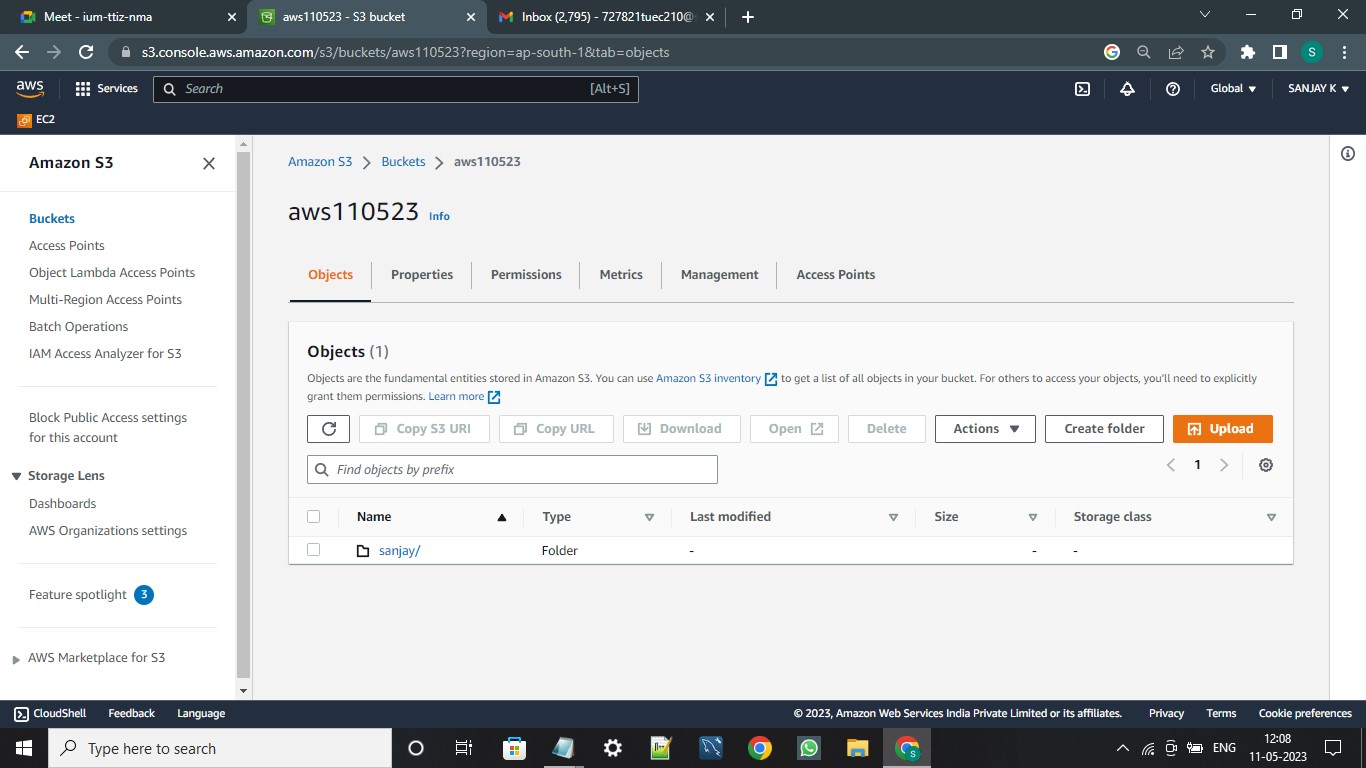 Meet - ium-ttiz-nma
aws110523 - S3 bucket
Inbox (2,795) - 727821tuec210@
s3.console.aws.amazon.com/s3/buckets/aws110523?region=ap-south-1&tab=objects
S
aws
Services
Search
[Alt+S]
Global
SANJAY K
EC2
Amazon S3
Buckets
Access Points
Object Lambda Access Points
Multi-Region Access Points
Batch Operations
IAM Access Analyzer for S3
Block Public Access settings
for this account
Storage Lens
Dashboards
AWS Organizations settings
Feature spotlight 3
AWS Marketplace for S3
Amazon S3 > Buckets > aws110523
aws110523 Info
Objects Properties Permissions Metrics Management Access Points
Objects (1)
Objects are the fundamental entities stored in Amazon S3. You can use Amazon S3 inventory to get a list of all objects in your bucket. For others to access your objects, you'll need to explicitly
grant them permissions. Learn more
Copy S3 URI Copy URL Download Open Delete Actions Create folder Upload
Find objects by prefix
< 1 >
Name Type Last modified Size Storage class
sanjay/ Folder - - -
CloudShell Feedback Language
© 2023, Amazon Web Services India Private Limited or its affiliates. Privacy Terms Cookie preferences
Type here to search
S
ENG
12:08
11-05-2023